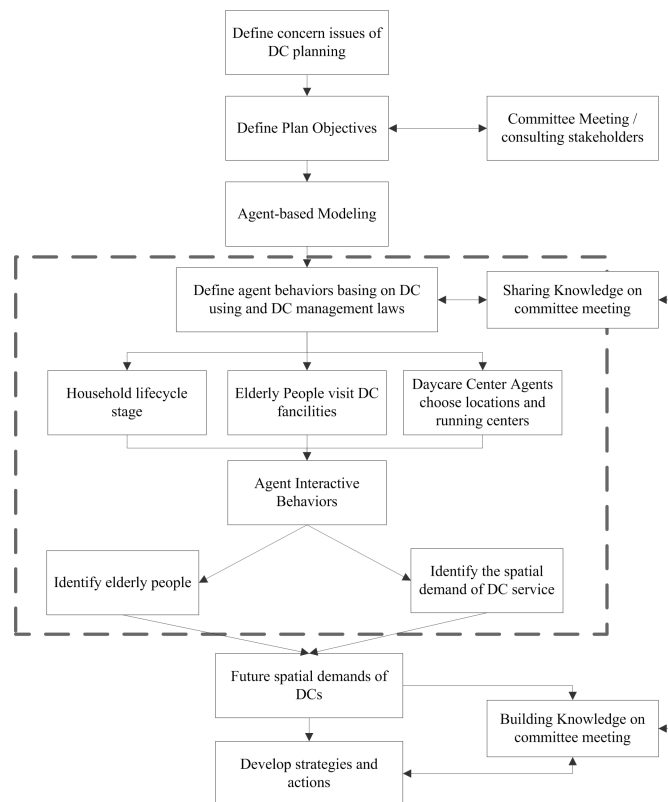 Define concern issues of
DC planning
Define Plan Objectives
Committee Meeting /
consulting stakeholders
Agent-based Modeling
Define agent behaviors basing on DC
using and DC management laws
Sharing Knowledge on
committee meeting
Household lifecycle
stage
Elderly People visit DC
fancilities
Daycare Center Agents
choose locations and
running centers
Agent Interactive
Behaviors
Identify elderly people
Identify the spatial
demand of DC service
Future spatial demands of
DCs
Building Knowledge on
committee meeting
Develop strategies and
actions